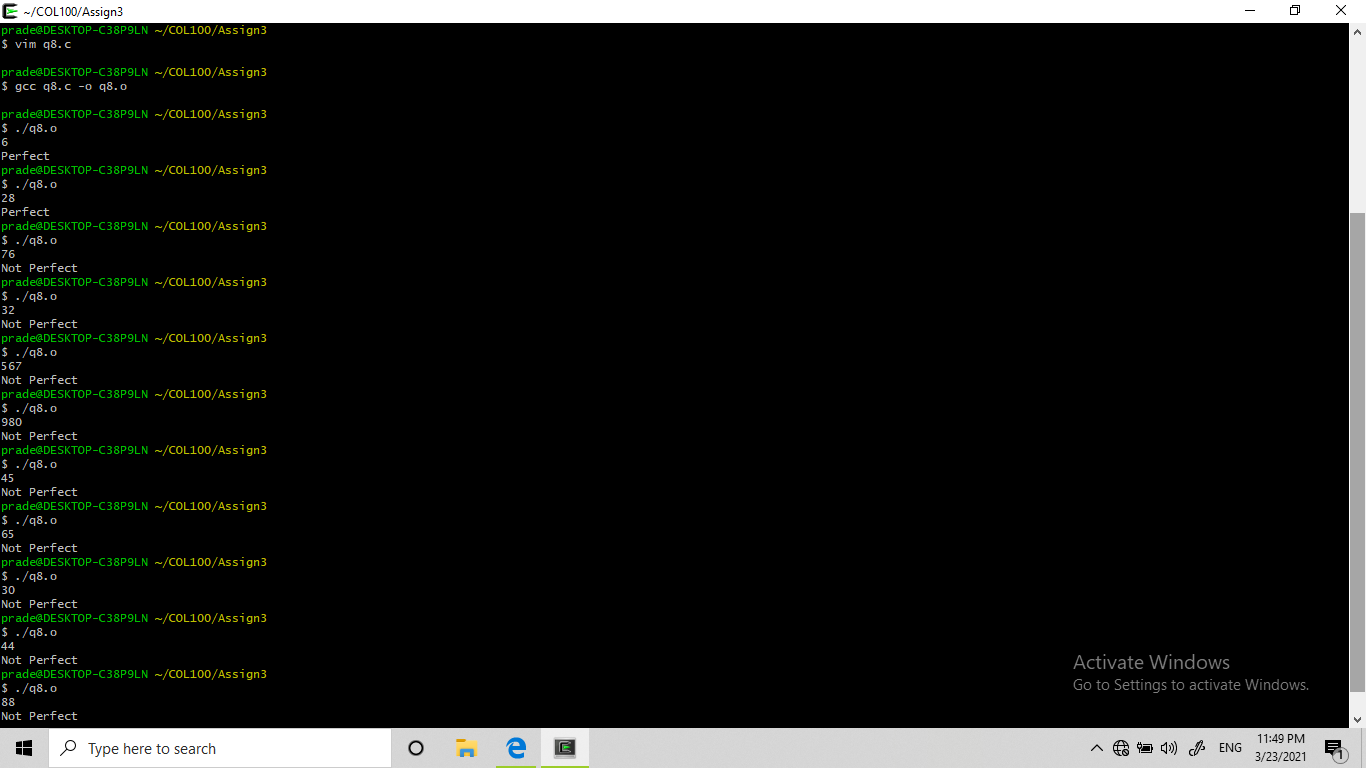 ~/COL100/Assign3
prade@DESKTOP-C38P9LN ~/COL100/Assign3
$ vim q8.c
prade@DESKTOP-C38P9LN ~/COL100/Assign3
$ gcc q8.c -o q8.o
prade@DESKTOP-C38P9LN ~/COL100/Assign3
$ ./q8.o
6
Perfect
prade@DESKTOP-C38P9LN ~/COL100/Assign3
$ ./q8.o
28
Perfect
prade@DESKTOP-C38P9LN ~/COL100/Assign3
$ ./q8.o
76
Not Perfect
prade@DESKTOP-C38P9LN ~/COL100/Assign3
$ ./q8.o
32
Not Perfect
prade@DESKTOP-C38P9LN ~/COL100/Assign3
$ ./q8.o
567
Not Perfect
prade@DESKTOP-C38P9LN ~/COL100/Assign3
$ ./q8.o
980
Not Perfect
prade@DESKTOP-C38P9LN ~/COL100/Assign3
$ ./q8.o
45
Not Perfect
prade@DESKTOP-C38P9LN ~/COL100/Assign3
$ ./q8.o
65
Not Perfect
prade@DESKTOP-C38P9LN ~/COL100/Assign3
$ ./q8.o
30
Not Perfect
prade@DESKTOP-C38P9LN ~/COL100/Assign3
$ ./q8.o
44
Not Perfect
prade@DESKTOP-C38P9LN ~/COL100/Assign3
$ ./q8.o
88
Not Perfect
Activate Windows
Go to Settings to activate Windows.
Type here to search
ENG
11:49 PM
3/23/2021
1